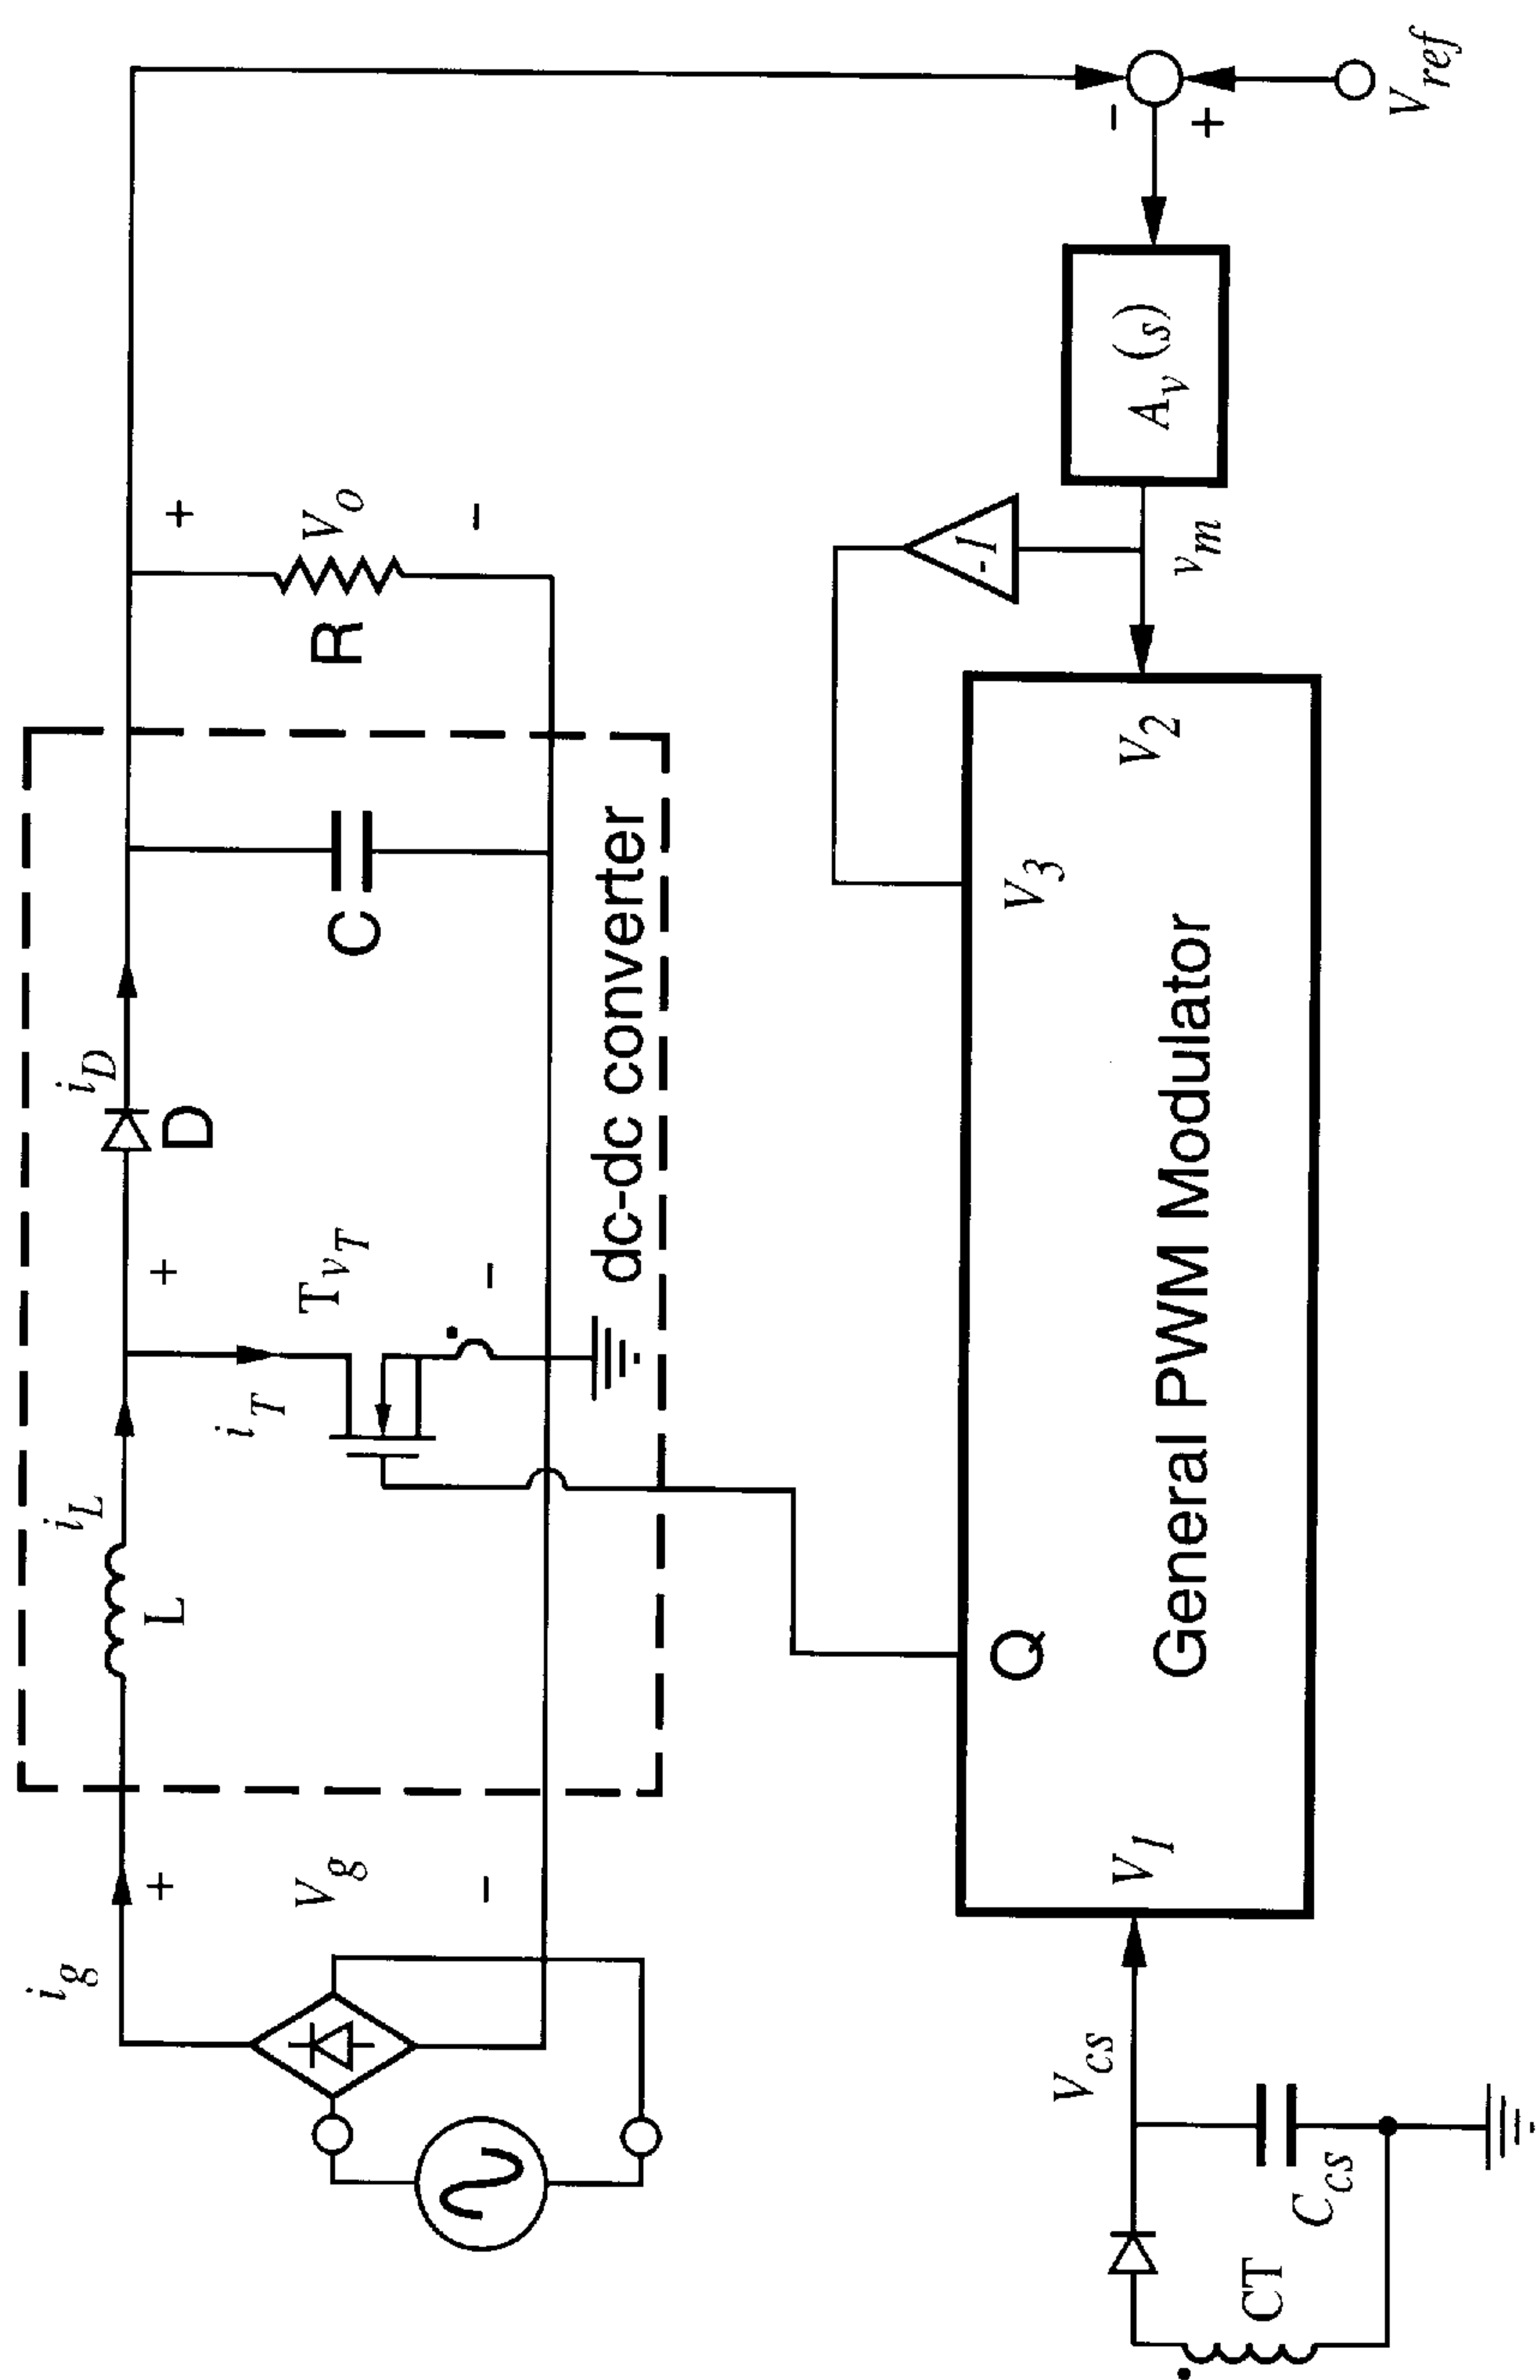 i_g
+
V_g
-
i_L
L
i_T
T
v_T
+
-
i_D
D
C
R
+
V_o
-
dc-dc converter
CT
C_cs
V_cs
V_1
Q
V_3
V_2
General PWM Modulator
v_m
-1
A_v(s)
-
+
V_ref